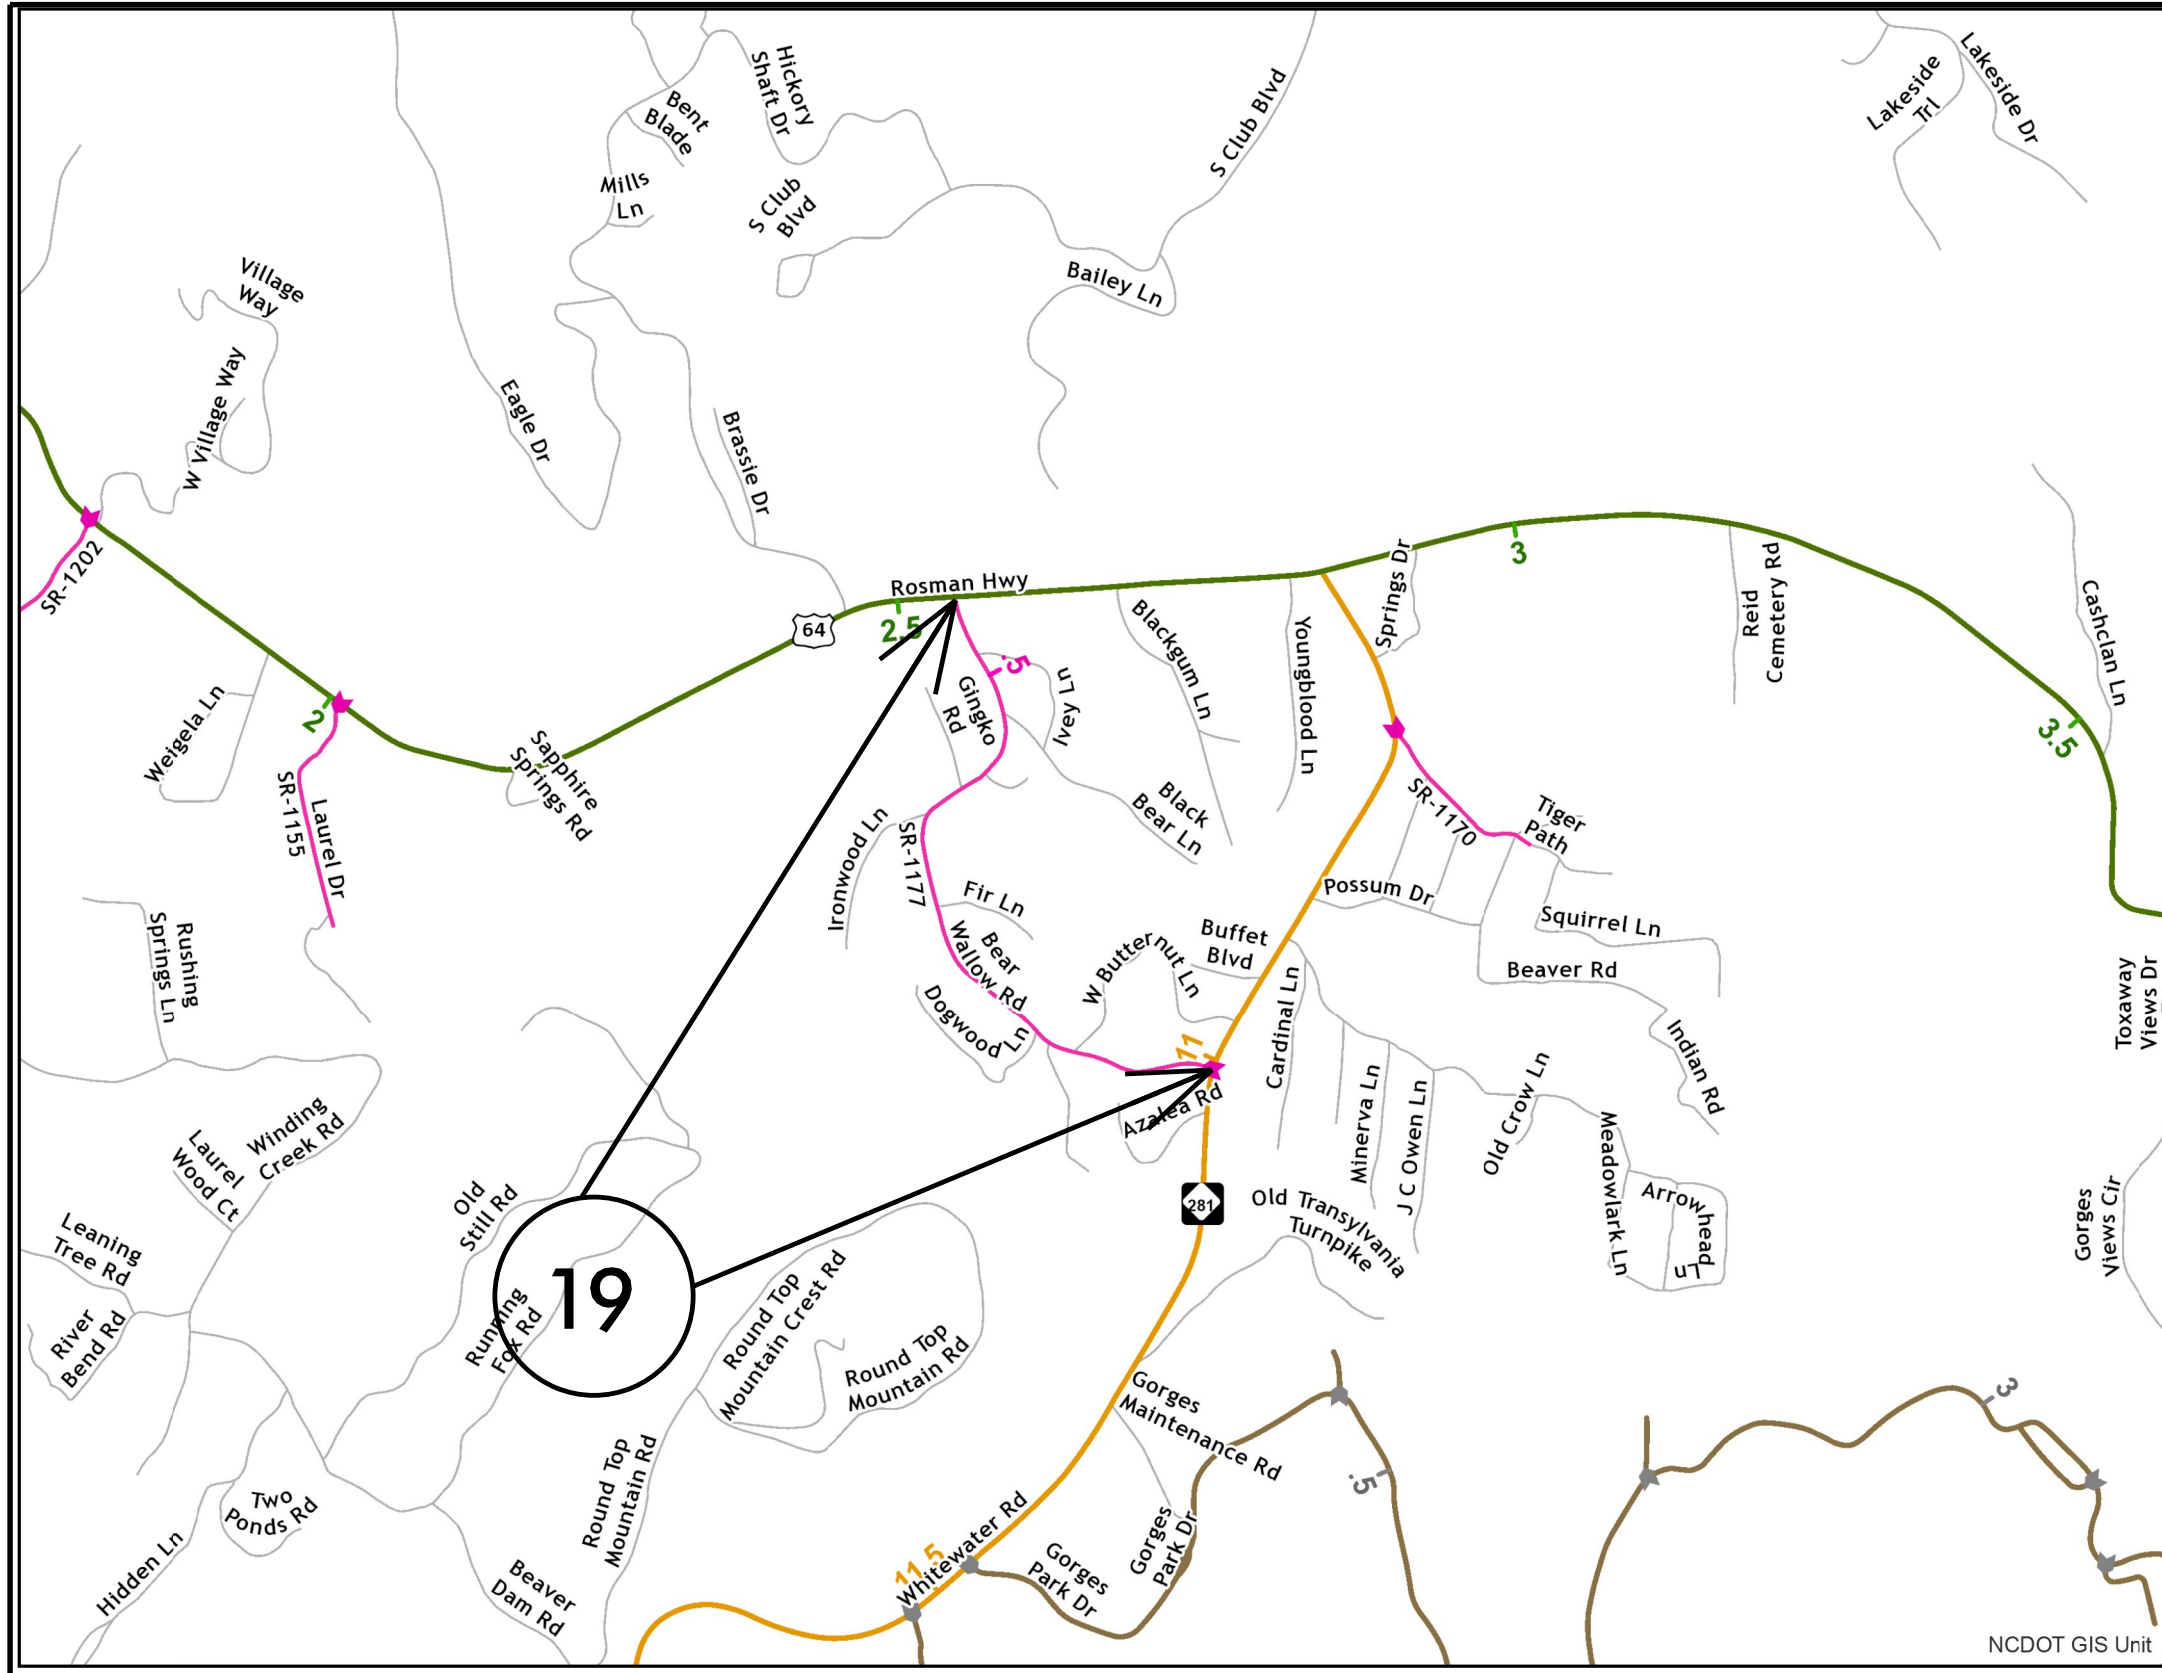 Hickory
Shaft Dr
Bent
Blade
Mills
Ln
S Club
Blvd
S Club Blvd
Bailey Ln
Lakeside
Trl
Lakeside Dr
Village
Way
W Village Way
Eagle Dr
Brassie Dr
SR-1202
Rosman Hwy
64
2.5
3
3.5
2
.5
Weigela Ln
Laurel Dr
SR-1155
Sapphire
Springs Rd
Gingko
Rd
Ivey Ln
Blackgum Ln
Youngblood Ln
Springs Dr
Reid
Cemetery Rd
Cashclan Ln
Black
Bear Ln
Ironwood Ln
SR-1177
Fir Ln
Bear
Wallow Rd
Dogwood Ln
W Butternut Ln
Buffet
Blvd
Cardinal Ln
SR-1170
Tiger
Path
Possum Dr
Squirrel Ln
Beaver Rd
Indian Rd
Toxaway
Views Dr
Rushing
Springs Ln
11
Azalea Rd
Minerva Ln
J C Owen Ln
Old Crow Ln
Meadowlark Ln
Arrowhead
Ln
Gorges
Views Cir
Winding
Creek Rd
Laurel
Wood Ct
Leaning
Tree Rd
River
Bend Rd
Old
Still Rd
Running
Fox Rd
19
281
Old Transylvania
Turnpike
Round Top
Mountain Crest Rd
Round Top
Mountain Rd
Round Top
Mountain Rd
Gorges
Maintenance Rd
.5
3
Two
Ponds Rd
Hidden Ln
Beaver
Dam Rd
11.5
Whitewater Rd
Gorges
Park Dr
Gorges
Park Dr
NCDOT GIS Unit